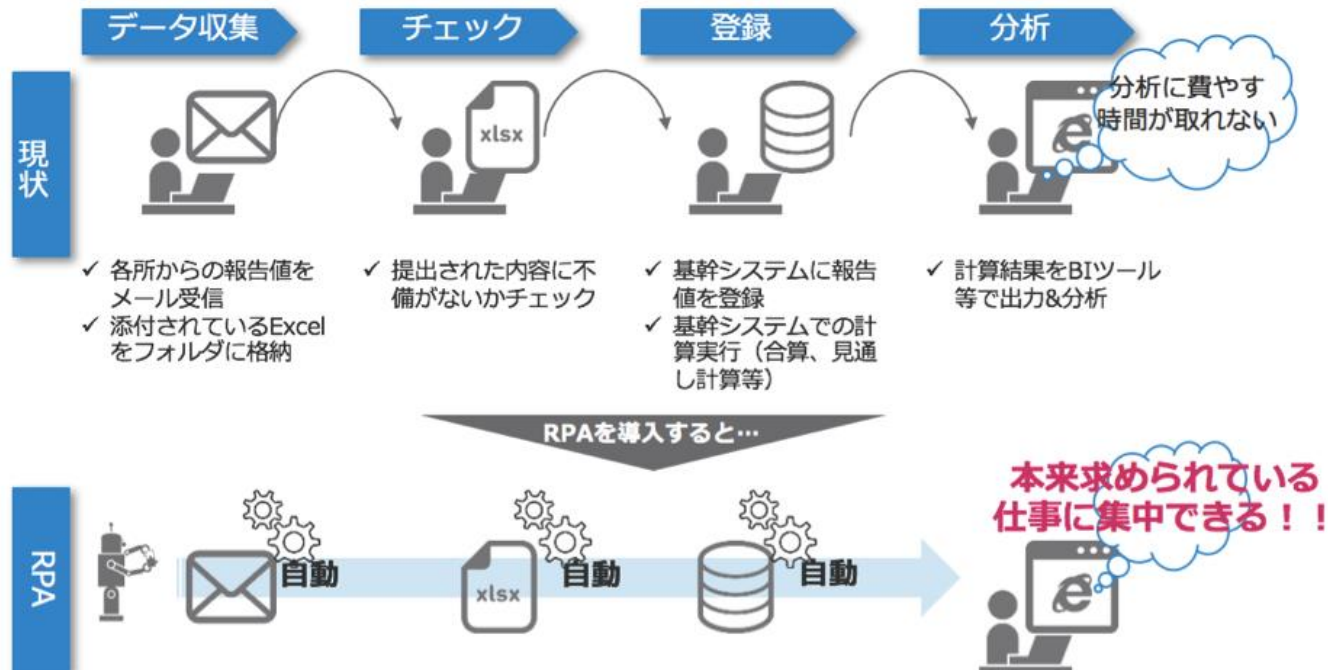 データ収集
チェック
登録
分析
現状
xlsx
分析に費やす
時間が取れない
✓ 各所からの報告値を
メール受信
✓ 添付されているExcel
をフォルダに格納
✓ 提出された内容に不
備がないかチェック
✓ 基幹システムに報告
値を登録
✓ 基幹システムでの計
算実行（合算、見通
し計算等）
✓ 計算結果をBIツール
等で出力&分析
RPAを導入すると…
RPA
自動
xlsx
自動
自動
本来求められている
仕事に集中できる！！